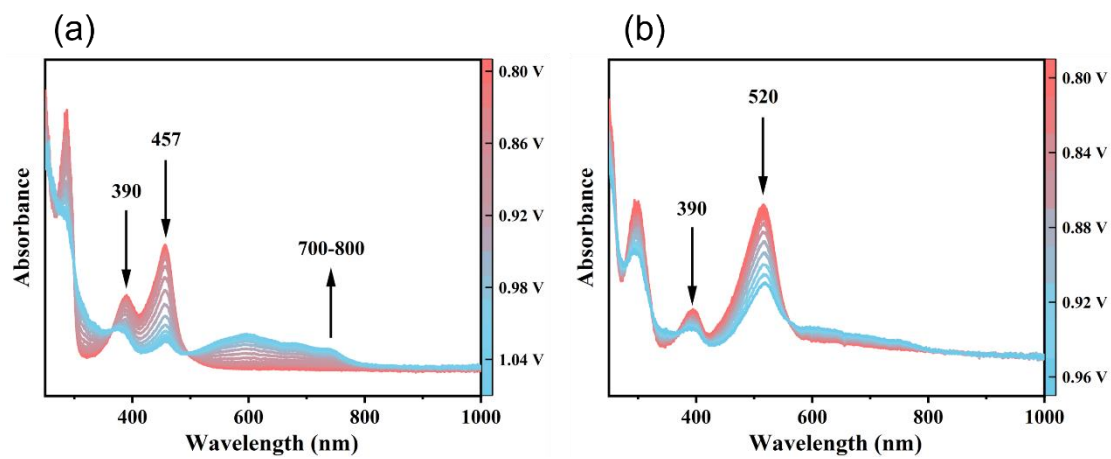 (a)
(b)
Absorbance
390
457
700-800
0.80 V
0.86 V
0.92 V
0.98 V
1.04 V
400
600
800
1000
Wavelength (nm)
Absorbance
390
520
0.80 V
0.84 V
0.88 V
0.92 V
0.96 V
400
600
800
1000
Wavelength (nm)